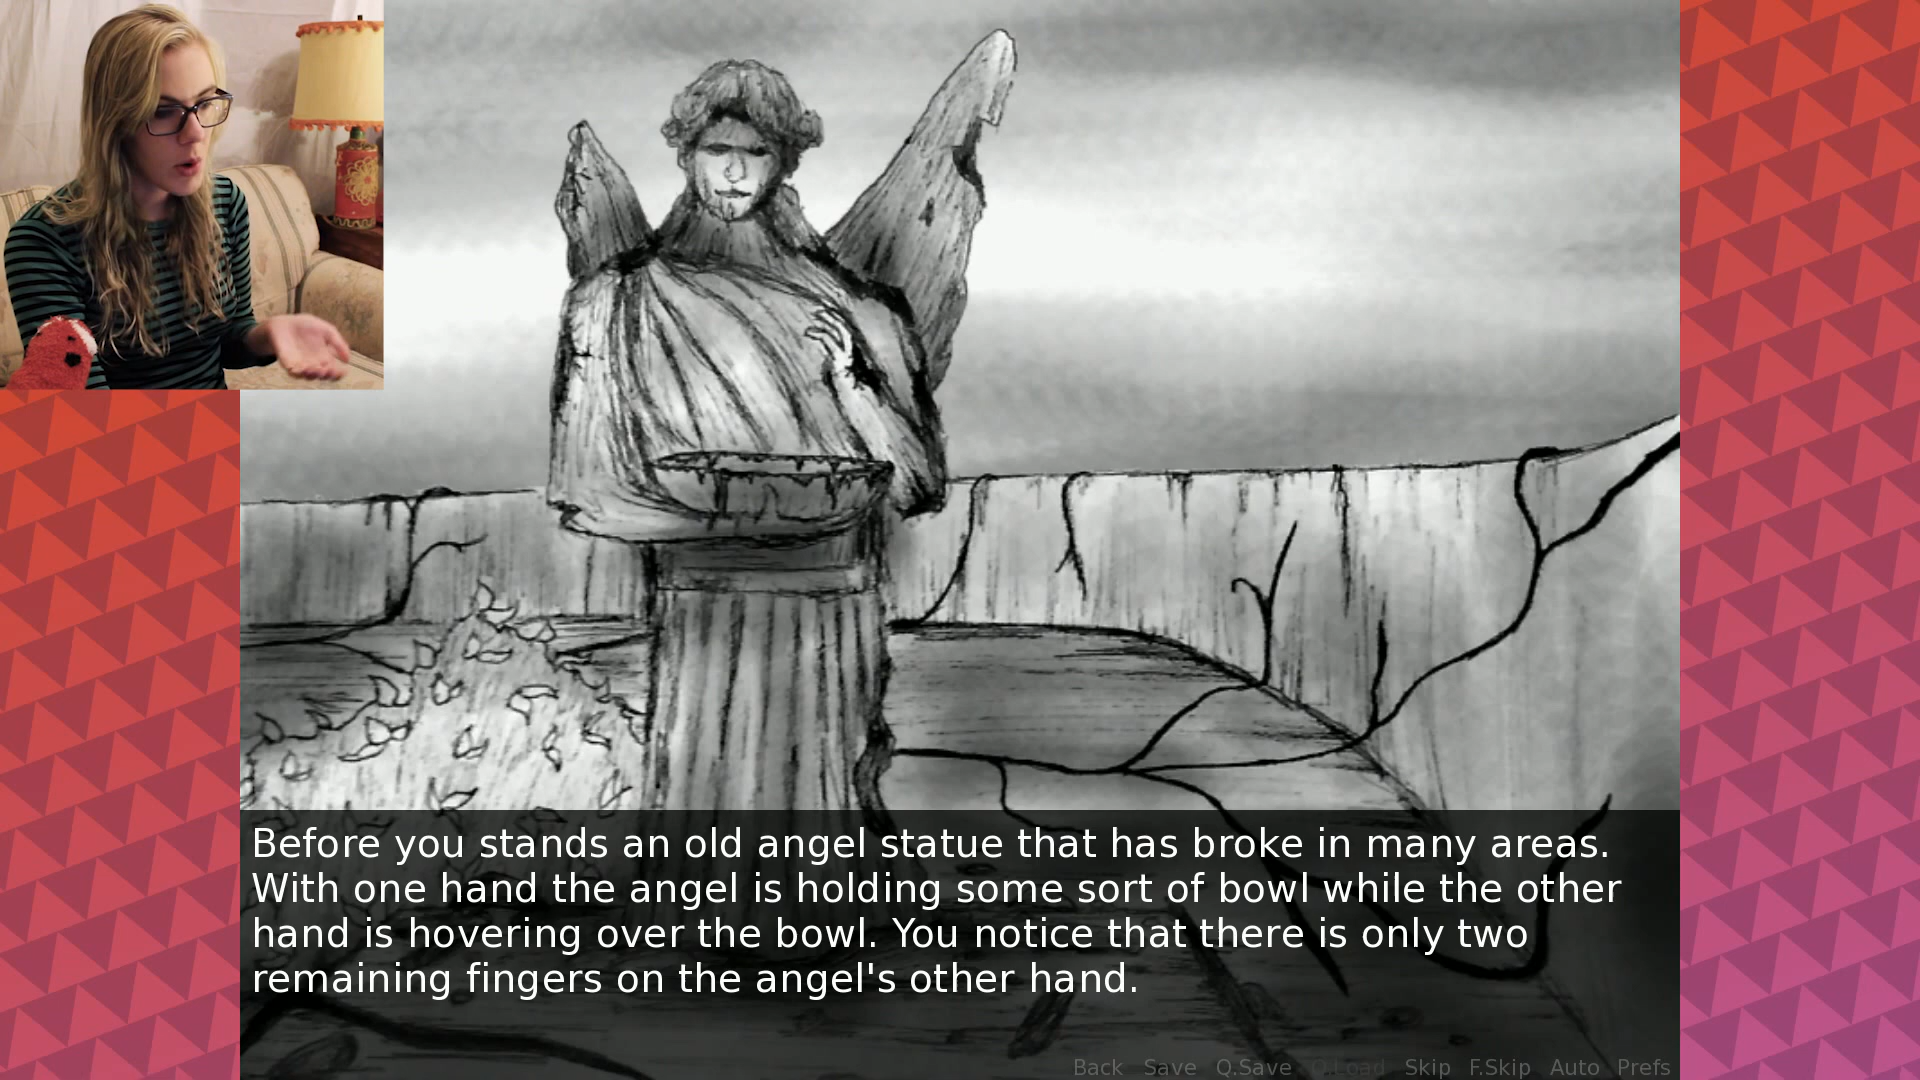 Before you stands an old angel statue that has broke in many areas.
With one hand the angel is holding some sort of bowl while the other
hand is hovering over the bowl. You notice that there is only two
remaining fingers on the angel's other hand.
Back Save Q.Save Q.Load Skip F.Skip Auto Prefs